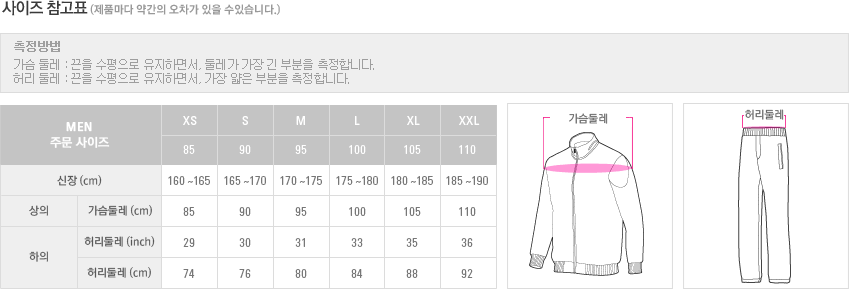 사이즈 참고표 (제품마다 약간의 오차가 있을 수있습니다.)
측정방법
가슴 둘레 : 끈을 수평으로 유지하면서, 둘레가 가장 긴 부분을 측정합니다.
허리 둘레 : 끈을 수평으로 유지하면서, 가장 얇은 부분을 측정합니다.
MEN
주문 사이즈
XS S M L XL XXL
85 90 95 100 105 110
신장 (cm) 160 ~165 165 ~170 170 ~175 175 ~180 180 ~185 185 ~190
상의 가슴둘레 (cm) 85 90 95 100 105 110
하의 허리둘레 (inch) 29 30 31 33 35 36
허리둘레 (cm) 74 76 80 84 88 92
가슴둘레
허리둘레